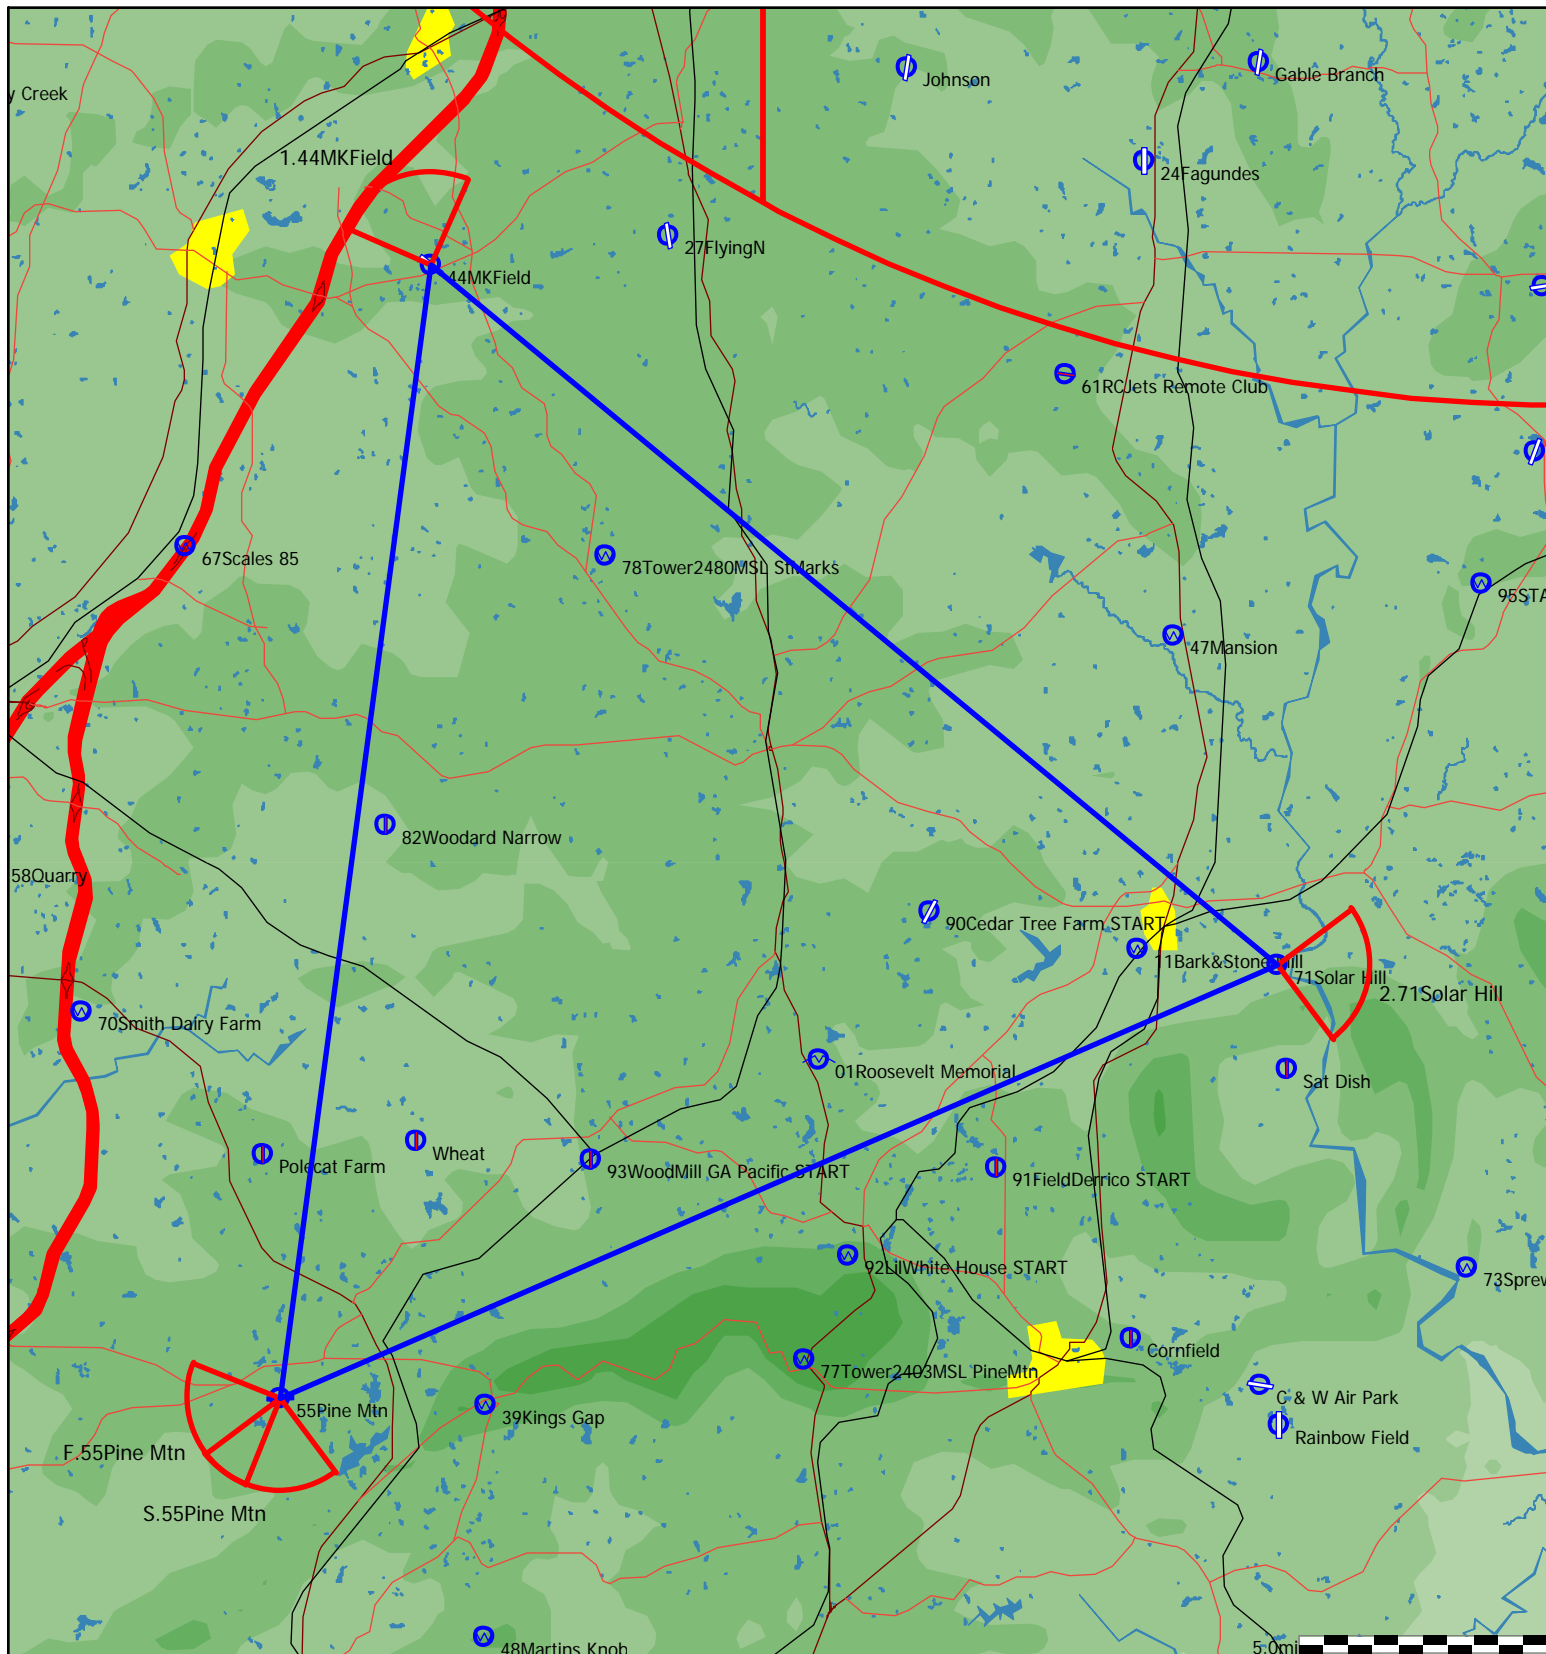 Johnson
Gable Branch
y Creek
1.44MKField
24Fagundes
27FlyingN
44MKField
61RCJets Remote Club
67Scales 85
78Tower2480MSL StMarks
95STA
47Mansion
82Woodard Narrow
58Quarry
90Cedar Tree Farm START
11Bark&Stone Hill
71Solar Hill
2.71Solar Hill
70Smith Dairy Farm
01Roosevelt Memorial
Sat Dish
Wheat
Polecat Farm
93WoodMill GA Pacific START
91FieldDerrico START
92LilWhite House START
73Sprew
Cornfield
77Tower2403MSL PineMtn
C & W Air Park
55Pine Mtn
39Kings Gap
Rainbow Field
F.55Pine Mtn
S.55Pine Mtn
48Martins Knob
5.0mi